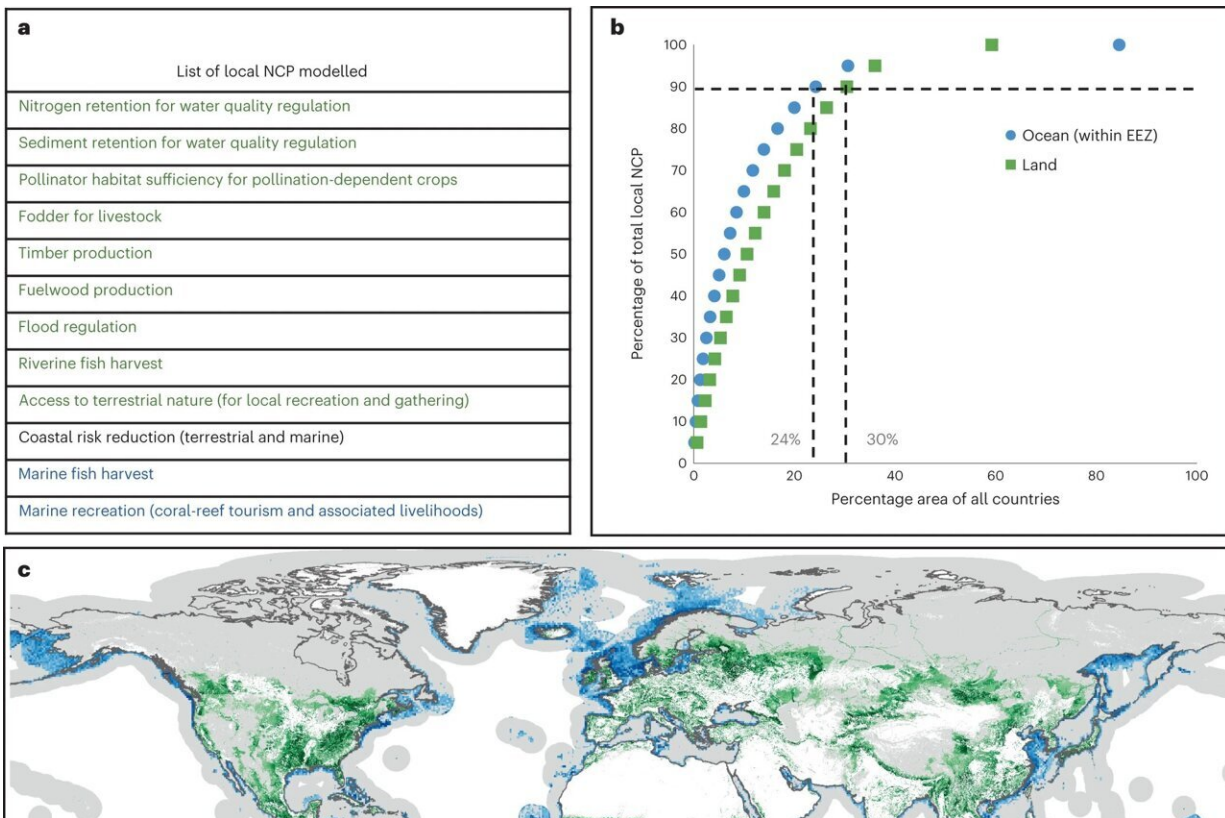 a
List of local NCP modelled
Nitrogen retention for water quality regulation
Sediment retention for water quality regulation
Pollinator habitat sufficiency for pollination-dependent crops
Fodder for livestock
Timber production
Fuelwood production
Flood regulation
Riverine fish harvest
Access to terrestrial nature (for local recreation and gathering)
Coastal risk reduction (terrestrial and marine)
Marine fish harvest
Marine recreation (coral-reef tourism and associated livelihoods)
b
Percentage of total local NCP
100
90
80
70
60
50
40
30
20
10
0
Ocean (within EEZ)
Land
24%
30%
0
20
40
60
80
100
Percentage area of all countries
c